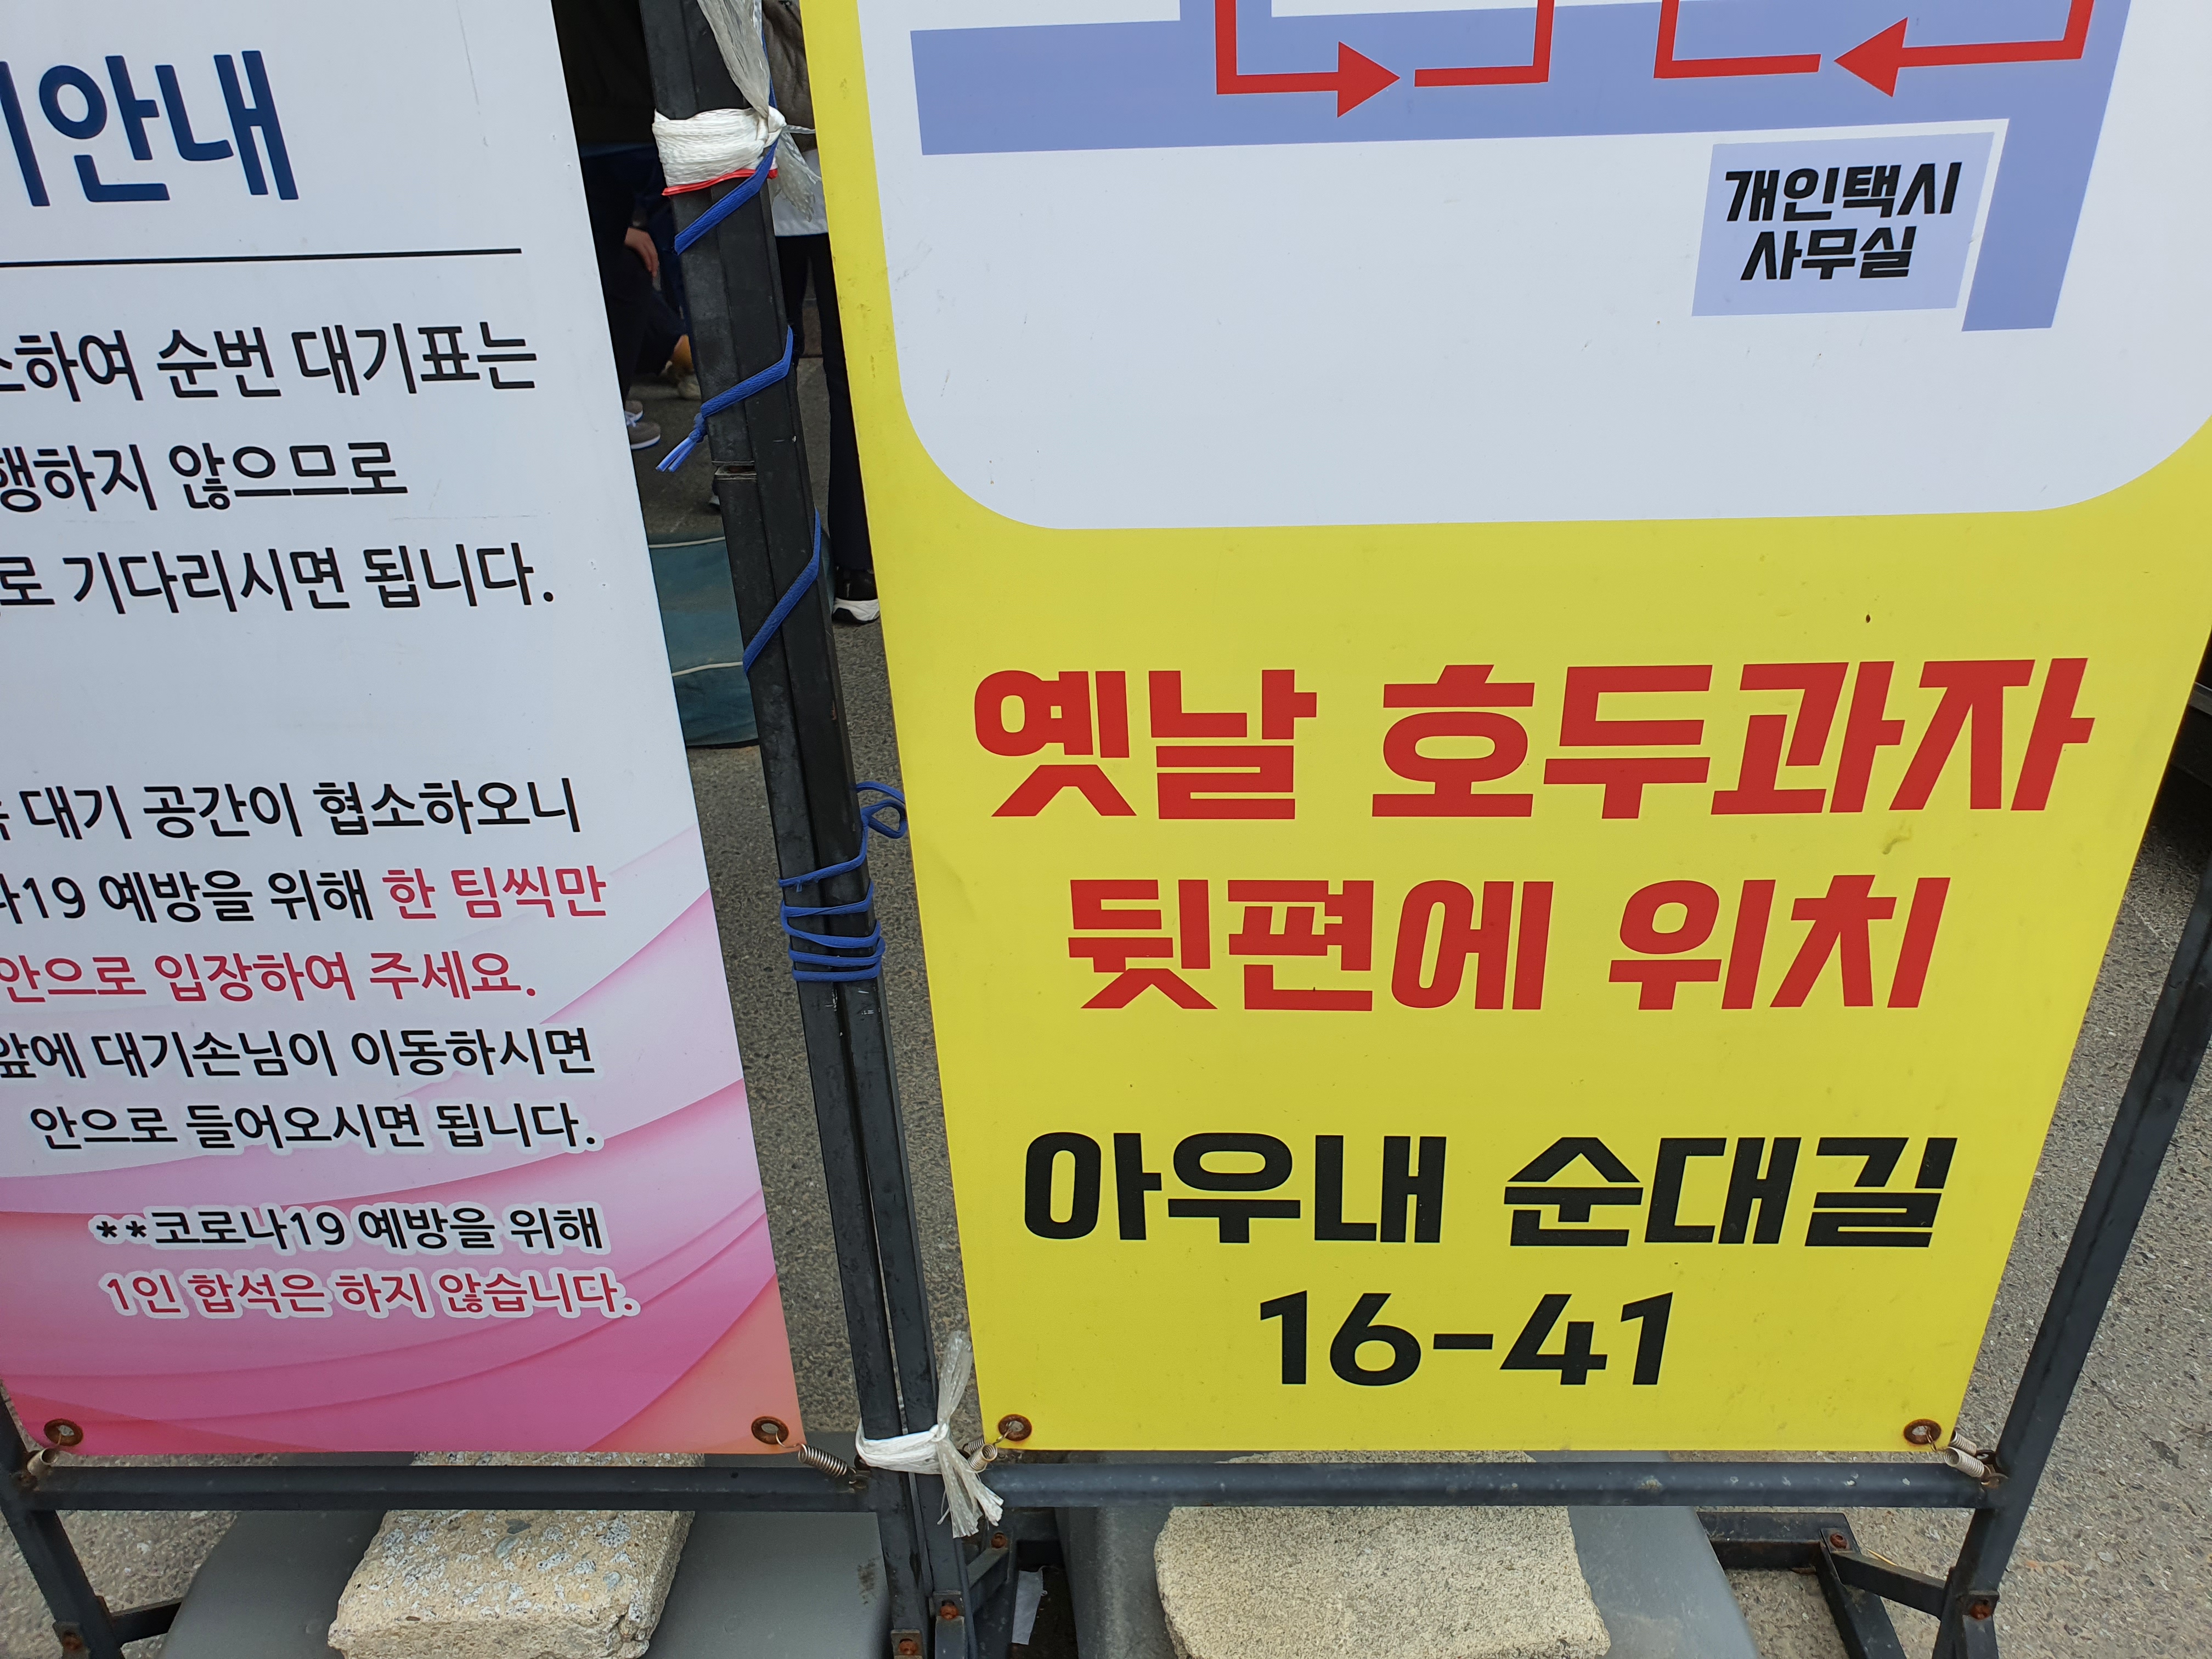 안내
순번 대기표는
않으므로
기다리시면 됩니다.
대기 공간이 협소하오니
예방을 위해 한 팀씩만
안으로 입장하여 주세요.
앞에 대기손님이 이동하시면
안으로 들어오시면 됩니다.
**코로나19 예방을 위해
1인 합석은 하지 않습니다.
개인택시
사무실
옛날 호두과자
뒷편에 위치
아우내 순대길
16-41